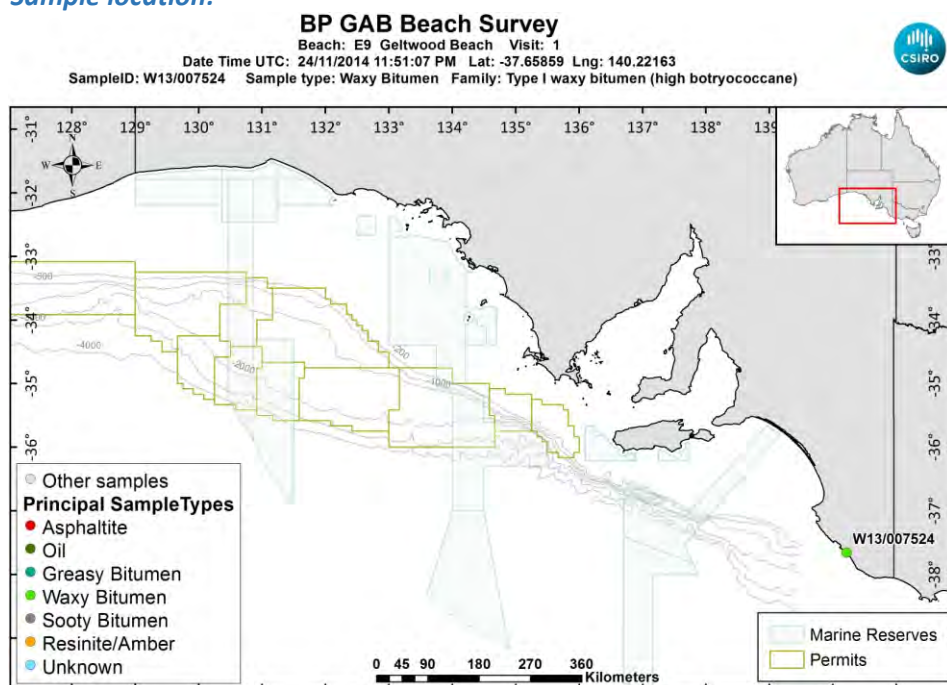 Sample location:
BP GAB Beach Survey
Beach: E9 Geltwood Beach Visit: 1
Date Time UTC: 24/11/2014 11:51:07 PM Lat: -37.65859 Lng: 140.22163
SampleID: W13/007524 Sample type: Waxy Bitumen Family: Type I waxy bitumen (high botryococcane)
CSIRO
128° 129° 130° 131° 132° 133° 134° 135° 136° 137° 138° 139
-31°
-32°
-33°
-34°
-35°
-36°
-37°
-38°
N
W E
S
-4000
-2000
-200
-1000
-34°
-35°
-36°
-37°
-38°
W13/007524
Other samples
Principal SampleTypes
Asphaltite
Oil
Greasy Bitumen
Waxy Bitumen
Sooty Bitumen
Resinite/Amber
Unknown
0 45 90 180 270 360
Kilometers
Marine Reserves
Permits